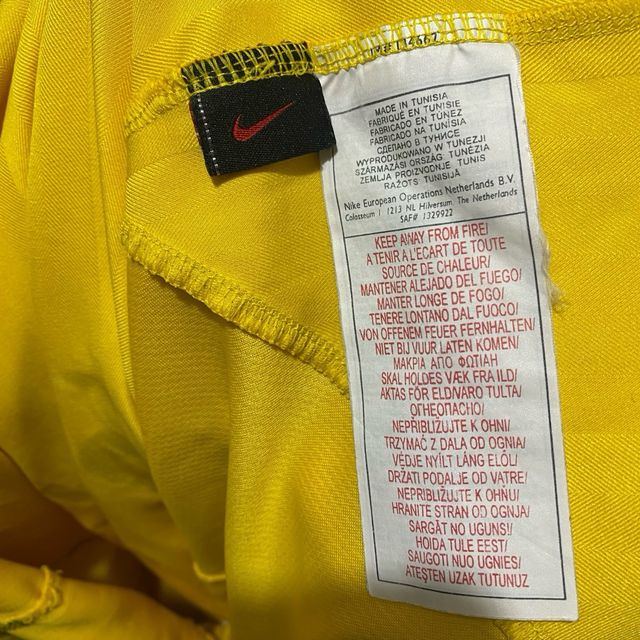 MADE IN TUNISIA
FABRIQUÉ EN TUNISIE
FABRICADO EN TÚNEZ
FABRICADO NA TUNÍSIA
СДЕЛАНО В ТУНИСЕ
WYPRODUKOWANO W TUNEZJI
SZÁRMAZÁSI ORSZÁG TUNÉZIA
ZEMLJA PROIZVODNJE TUNIS
RAŽOTS TUNISIJĀ
Nike European Operations Netherlands B.V.
Colosseum 1 1213 NL Hilversum. The Netherlands
SAF# 1329922
KEEP AWAY FROM FIRE/
A TENIR A L'ECART DE TOUTE
SOURCE DE CHALEUR/
MANTENER ALEJADO DEL FUEGO/
MANTER LONGE DE FOGO/
TENERE LONTANO DAL FUOCO/
VON OFFENEM FEUER FERNHALTEN/
NIET BIJ VUUR LATEN KOMEN/
ΜΑΚΡΙΑ ΑΠΟ ΦΩΤΙΑΗ
SKAL HOLDES VÆK FRA ILD/
AKTAS FÖR ELD/VARO TULTA/
ОГНЕОПАСНО/
NEPŘIBLIŽUJTE K OHNI/
TRZYMAĆ Z DALA OD OGNIA/
VÉDJE NYÍLT LÁNG ELŐL/
DRŽATI PODALJE OD VATRE/
NEPRIBLIŽUJTE K OHŇU/
HRANITE STRAN OD OGNJA/
SARGĀT NO UGUNS!/
HOIDA TULE EEST/
SAUGOTI NUO UGNIES/
ATEŞTEN UZAK TUTUNUZ